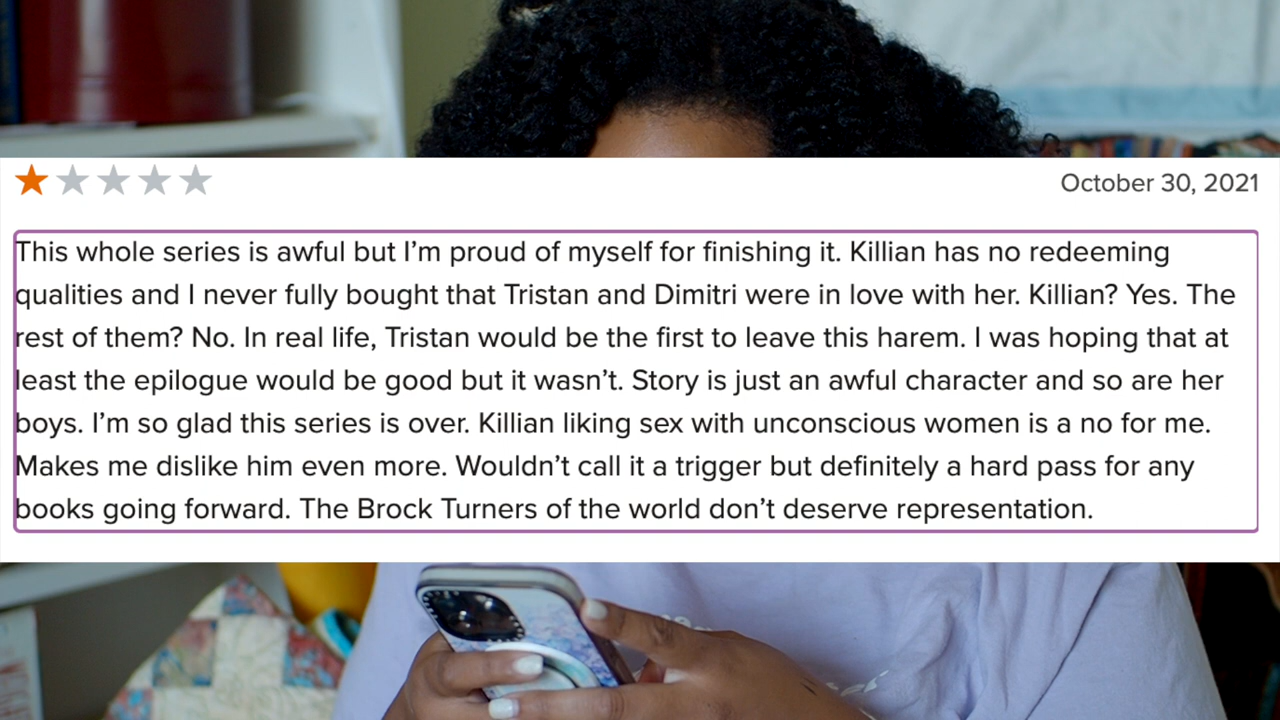 October 30, 2021
This whole series is awful but I’m proud of myself for finishing it. Killian has no redeeming
qualities and I never fully bought that Tristan and Dimitri were in love with her. Killian? Yes. The
rest of them? No. In real life, Tristan would be the first to leave this harem. I was hoping that at
least the epilogue would be good but it wasn’t. Story is just an awful character and so are her
boys. I’m so glad this series is over. Killian liking sex with unconscious women is a no for me.
Makes me dislike him even more. Wouldn’t call it a trigger but definitely a hard pass for any
books going forward. The Brock Turners of the world don’t deserve representation.